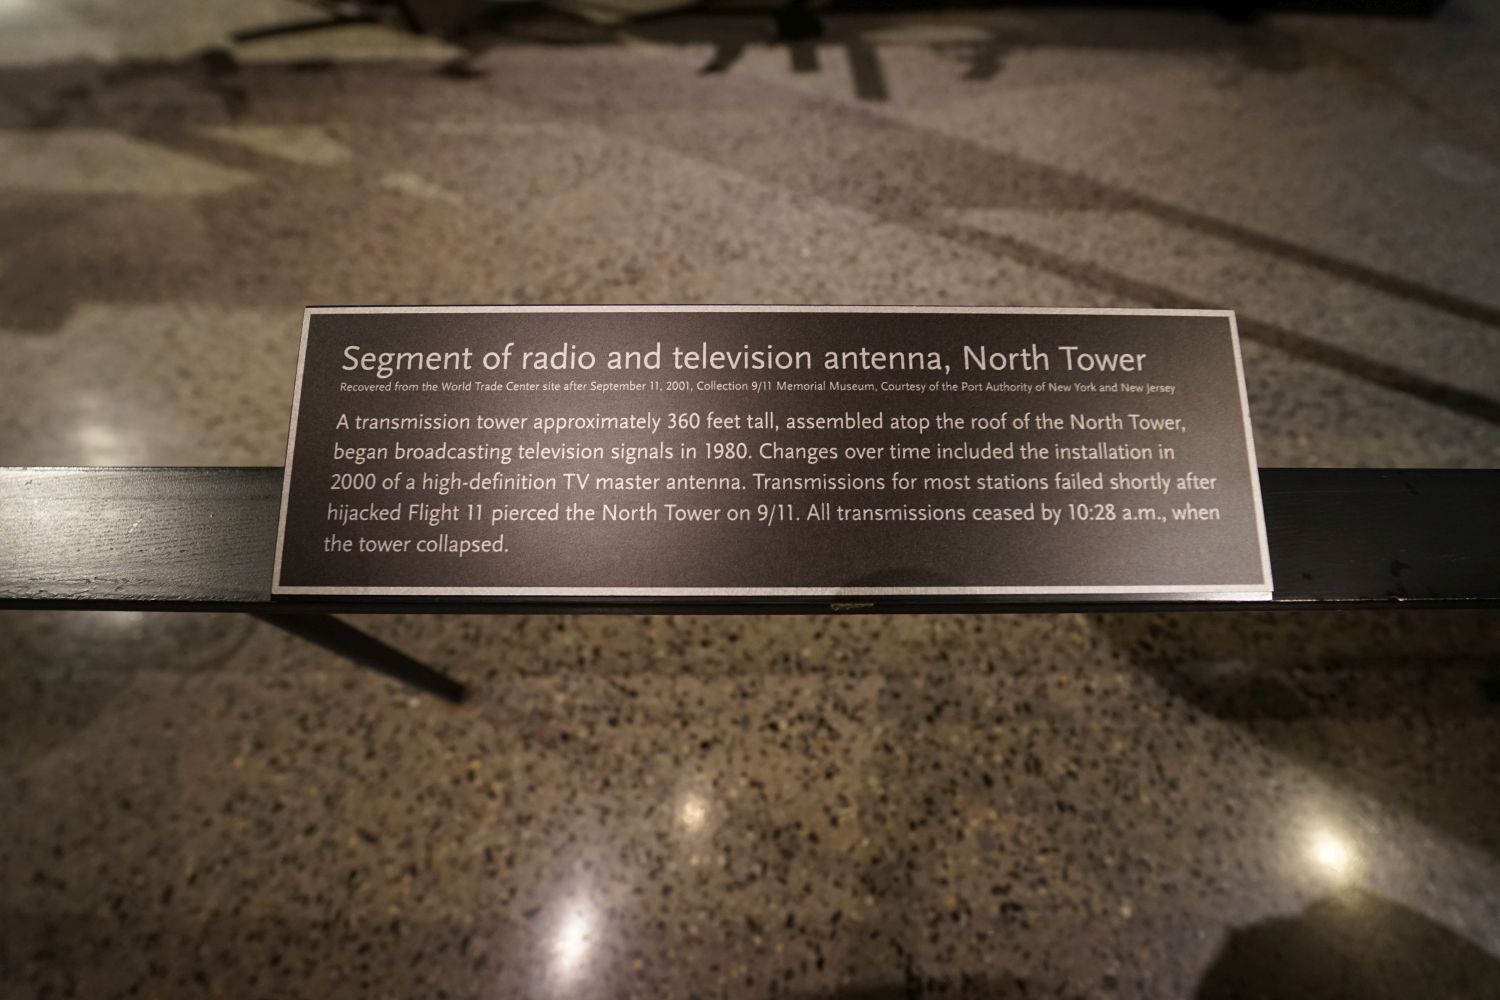 Segment of radio and television antenna, North Tower
Recovered from the World Trade Center site after September 11, 2001, Collection 9/11 Memorial Museum, Courtesy of the Port Authority of New York and New Jersey
A transmission tower approximately 360 feet tall, assembled atop the roof of the North Tower,
began broadcasting television signals in 1980. Changes over time included the installation in
2000 of a high-definition TV master antenna. Transmissions for most stations failed shortly after
hijacked Flight 11 pierced the North Tower on 9/11. All transmissions ceased by 10:28 a.m., when
the tower collapsed.